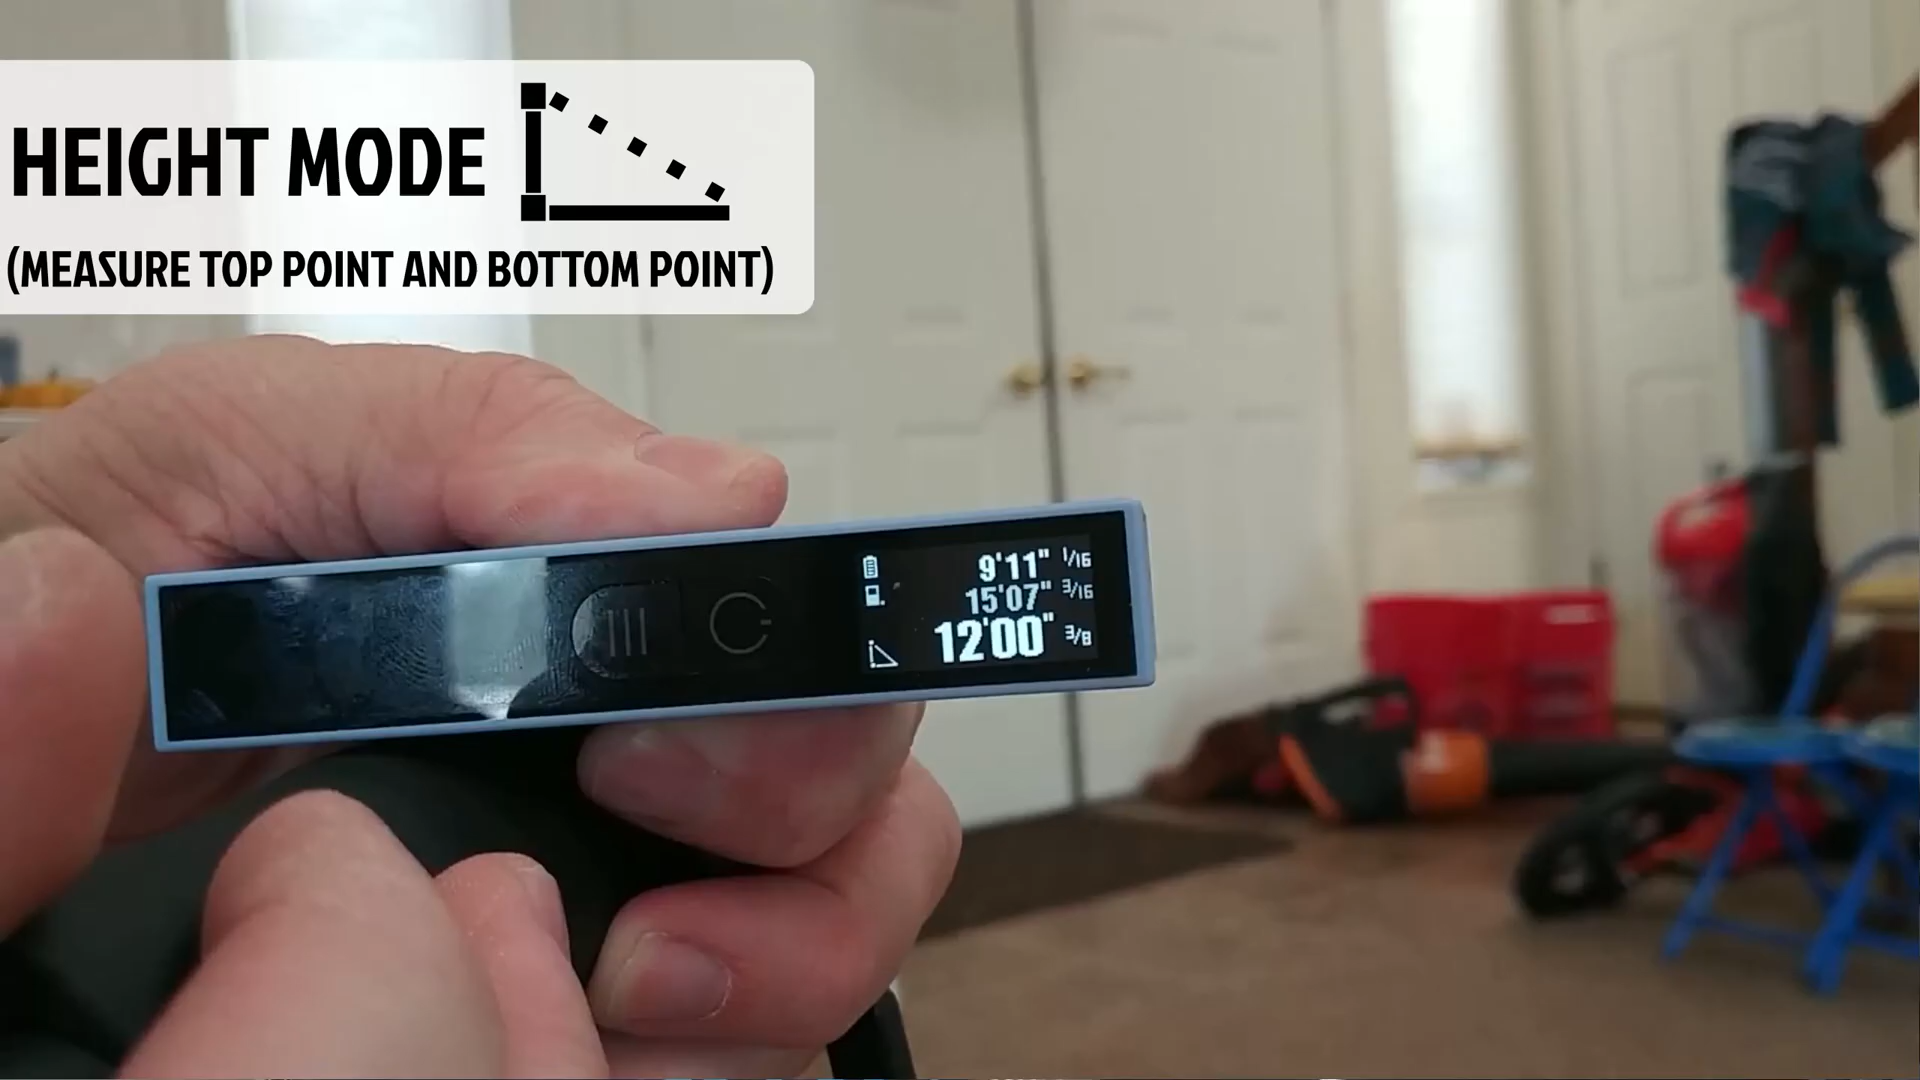 HEIGHT MODE
(MEASURE TOP POINT AND BOTTOM POINT)
9'11" 1/16
15'07" 3/16
12'00" 3/8